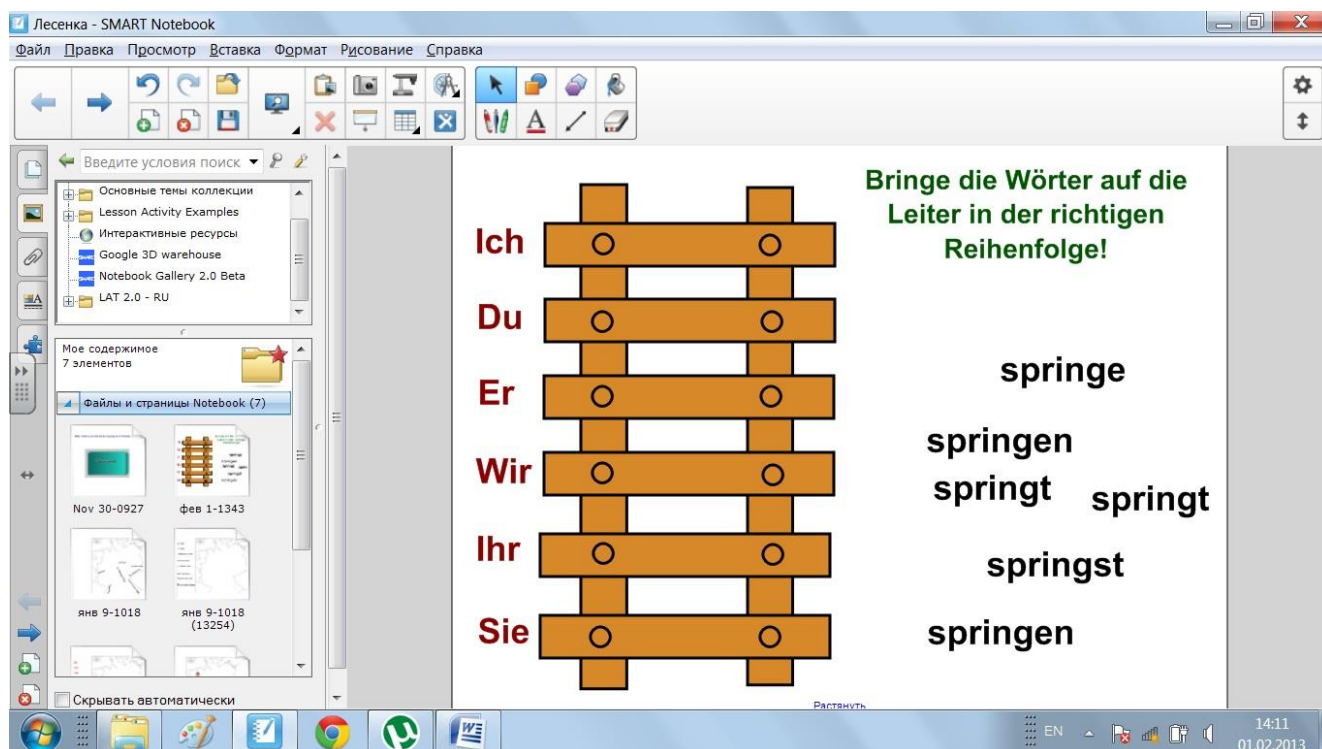 Лесенка - SMART Notebook
Файл Правка Просмотр Вставка Формат Рисование Справка
Введите условия поиск
Основные темы коллекции
Lesson Activity Examples
Интерактивные ресурсы
Google 3D warehouse
Notebook Gallery 2.0 Beta
LAT 2.0 - RU
Мое содержимое
7 элементов
Файлы и страницы Notebook (7)
Nov 30-0927
фев 1-1343
янв 9-1018
янв 9-1018
(13254)
Скрывать автоматически
Bringe die Wörter auf die
Leiter in der richtigen
Reihenfolge!
Ich
Du
Er
Wir
Ihr
Sie
springe
springen
springt
springt
springst
springen
Растянуть
EN
14:11
01.02.2013